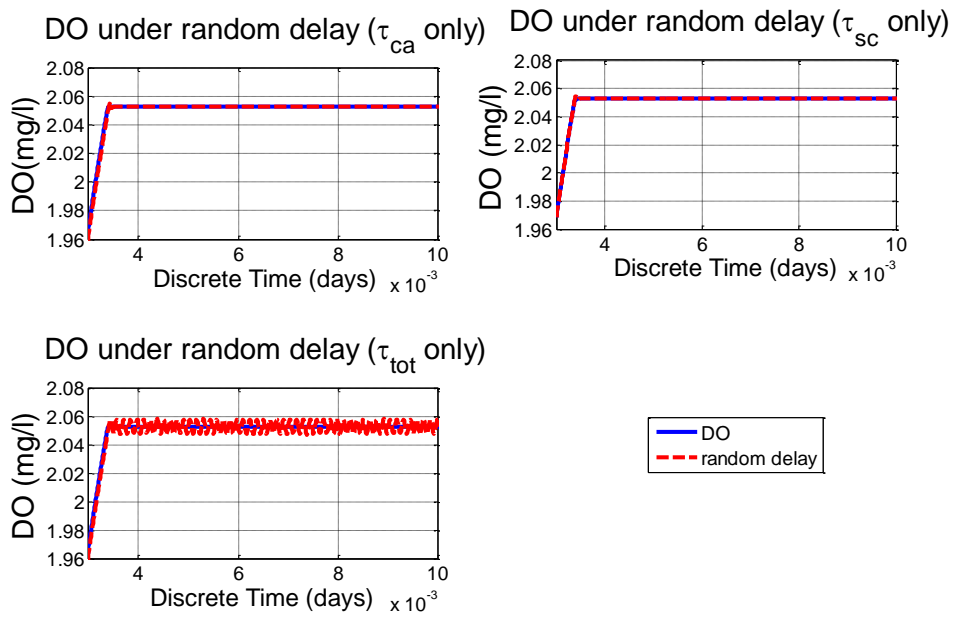 DO under random delay (τca only)
2.08
2.06
2.04
2.02
2
1.98
1.96
DO(mg/l)
4 6 8 10
Discrete Time (days) x 10-3
DO under random delay (τsc only)
2.08
2.06
2.04
2.02
2
1.98
1.96
DO (mg/l)
4 6 8 10
Discrete Time (days) x 10-3
DO under random delay (τtot only)
2.08
2.06
2.04
2.02
2
1.98
1.96
DO (mg/l)
4 6 8 10
Discrete Time (days) x 10-3
DO
random delay